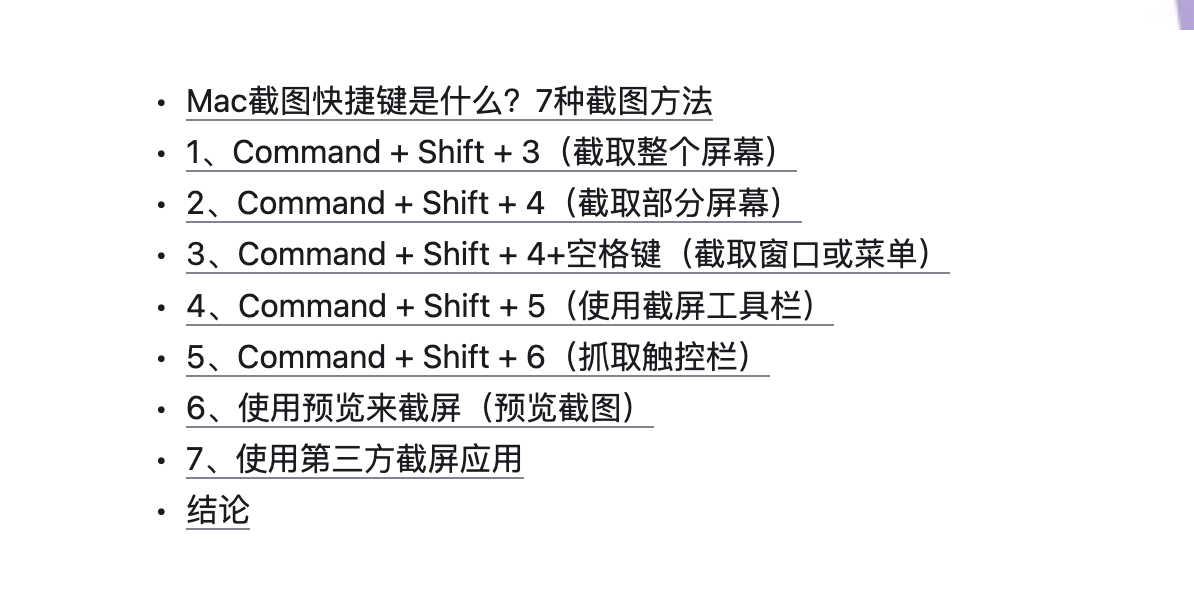 Mac截图快捷键是什么？7种截图方法
1、Command + Shift + 3（截取整个屏幕）
2、Command + Shift + 4（截取部分屏幕）
3、Command + Shift + 4+空格键（截取窗口或菜单）
4、Command + Shift + 5（使用截屏工具栏）
5、Command + Shift + 6（抓取触控栏）
6、使用预览来截屏（预览截图）
7、使用第三方截屏应用
结论